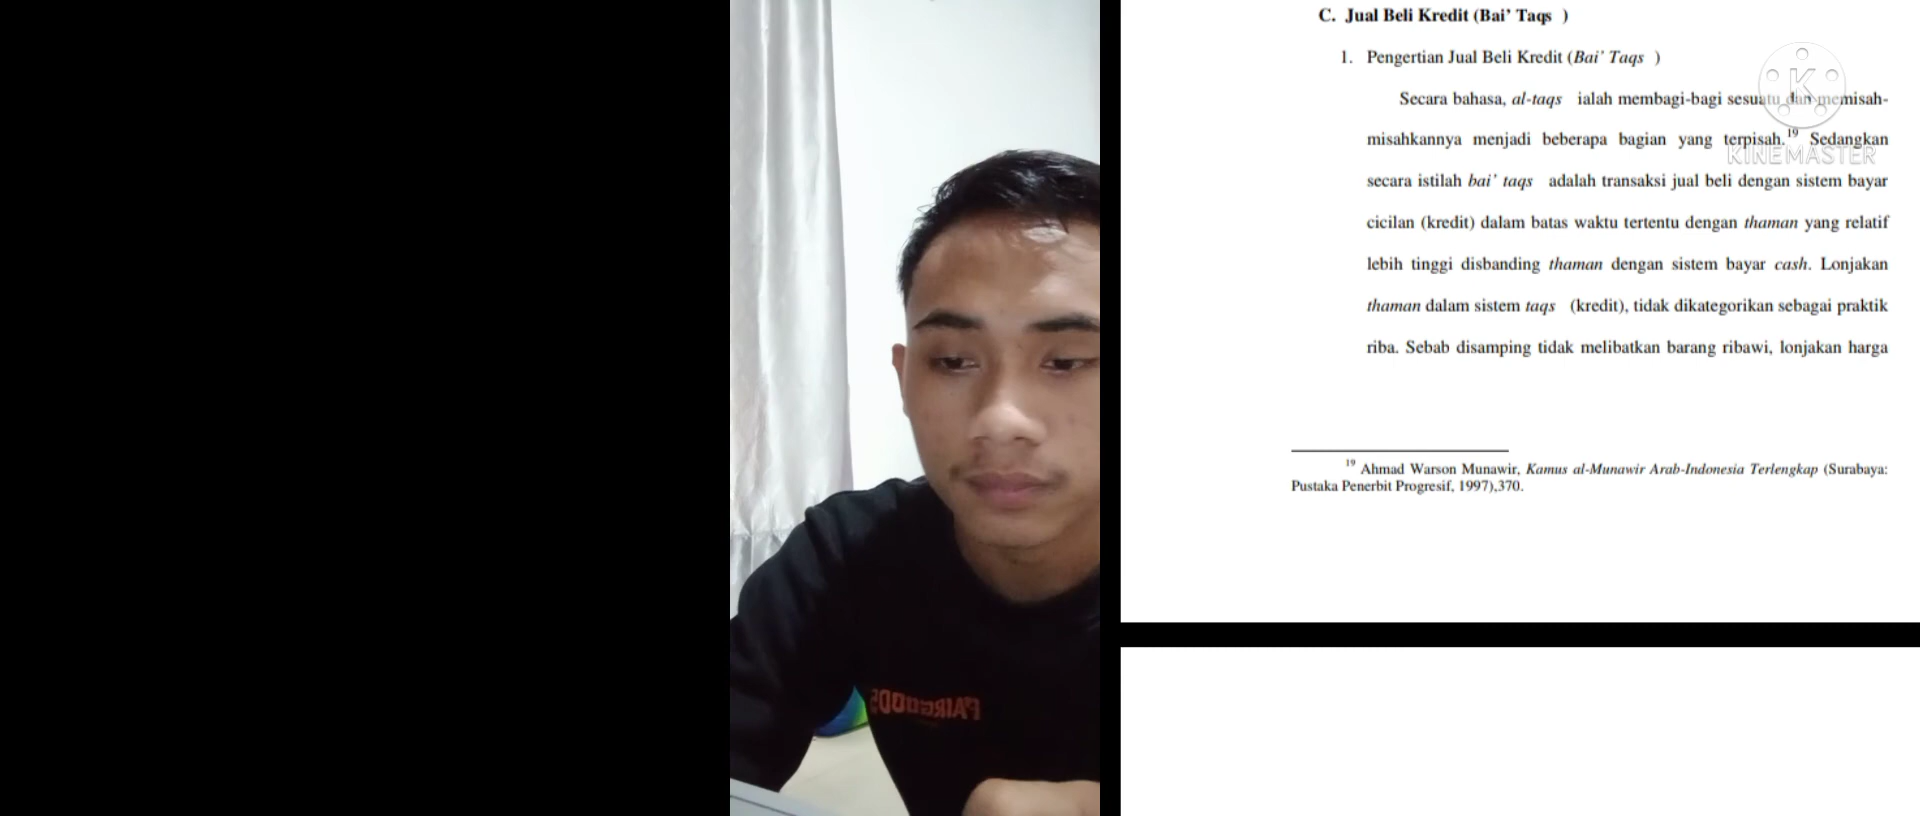 C. Jual Beli Kredit (Bai’ Taqs )
1. Pengertian Jual Beli Kredit (Bai’ Taqs )
Secara bahasa, al-taqs ialah membagi-bagi sesuatu dan memisah-
misahkannya menjadi beberapa bagian yang terpisah.19 Sedangkan
secara istilah bai’ taqs adalah transaksi jual beli dengan sistem bayar
cicilan (kredit) dalam batas waktu tertentu dengan thaman yang relatif
lebih tinggi disbanding thaman dengan sistem bayar cash. Lonjakan
thaman dalam sistem taqs (kredit), tidak dikategorikan sebagai praktik
riba. Sebab disamping tidak melibatkan barang ribawi, lonjakan harga
19 Ahmad Warson Munawir, Kamus al-Munawir Arab-Indonesia Terlengkap (Surabaya:
Pustaka Penerbit Progresif, 1997),370.
K
KINEMASTER